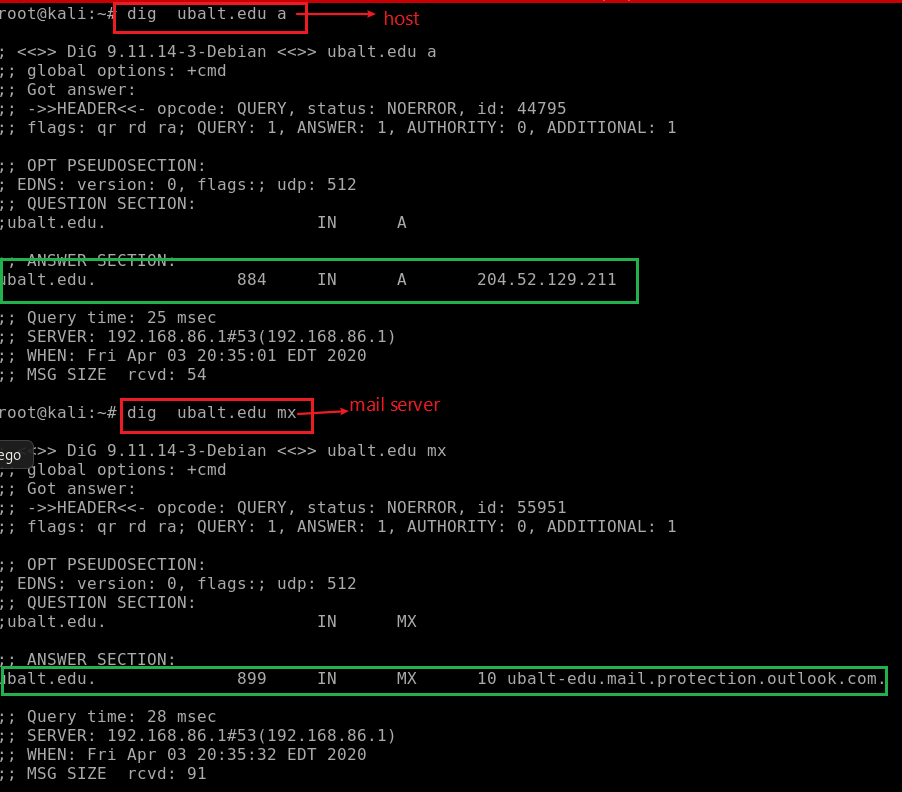 root@kali:~# dig  ubalt.edu a
host
; <<>> DiG 9.11.14-3-Debian <<>> ubalt.edu a
;; global options: +cmd
;; Got answer:
;; ->>HEADER<<- opcode: QUERY, status: NOERROR, id: 44795
;; flags: qr rd ra; QUERY: 1, ANSWER: 1, AUTHORITY: 0, ADDITIONAL: 1
;; OPT PSEUDOSECTION:
; EDNS: version: 0, flags:; udp: 512
;; QUESTION SECTION:
;ubalt.edu.                     IN      A
;; ANSWER SECTION:
ubalt.edu.              884     IN      A       204.52.129.211
;; Query time: 25 msec
;; SERVER: 192.168.86.1#53(192.168.86.1)
;; WHEN: Fri Apr 03 20:35:01 EDT 2020
;; MSG SIZE  rcvd: 54
root@kali:~# dig  ubalt.edu mx
mail server
<>> DiG 9.11.14-3-Debian <<>> ubalt.edu mx
ego
;; global options: +cmd
;; Got answer:
;; ->>HEADER<<- opcode: QUERY, status: NOERROR, id: 55951
;; flags: qr rd ra; QUERY: 1, ANSWER: 1, AUTHORITY: 0, ADDITIONAL: 1
;; OPT PSEUDOSECTION:
; EDNS: version: 0, flags:; udp: 512
;; QUESTION SECTION:
;ubalt.edu.                     IN      MX
;; ANSWER SECTION:
ubalt.edu.              899     IN      MX      10 ubalt-edu.mail.protection.outlook.com.
;; Query time: 28 msec
;; SERVER: 192.168.86.1#53(192.168.86.1)
;; WHEN: Fri Apr 03 20:35:32 EDT 2020
;; MSG SIZE  rcvd: 91